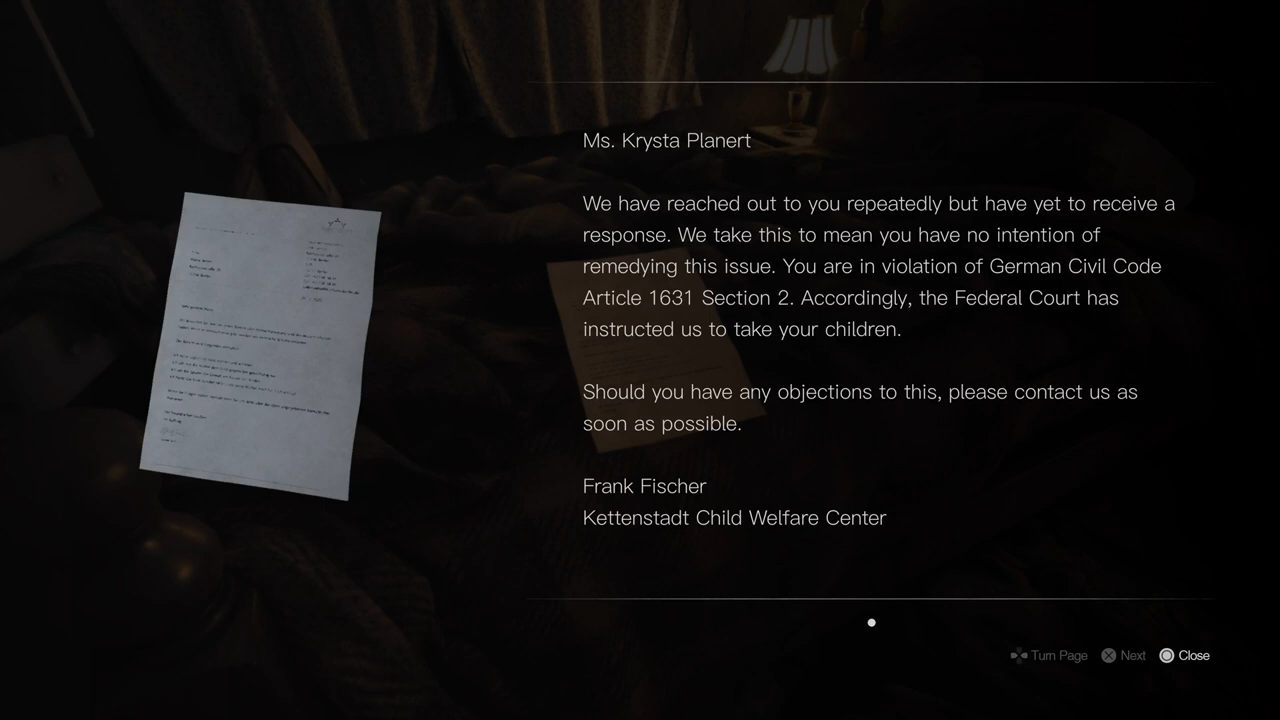 Ms. Krysta Planert
We have reached out to you repeatedly but have yet to receive a
response. We take this to mean you have no intention of
remedying this issue. You are in violation of German Civil Code
Article 1631 Section 2. Accordingly, the Federal Court has
instructed us to take your children.
Should you have any objections to this, please contact us as
soon as possible.
Frank Fischer
Kettenstadt Child Welfare Center
Turn Page Next Close